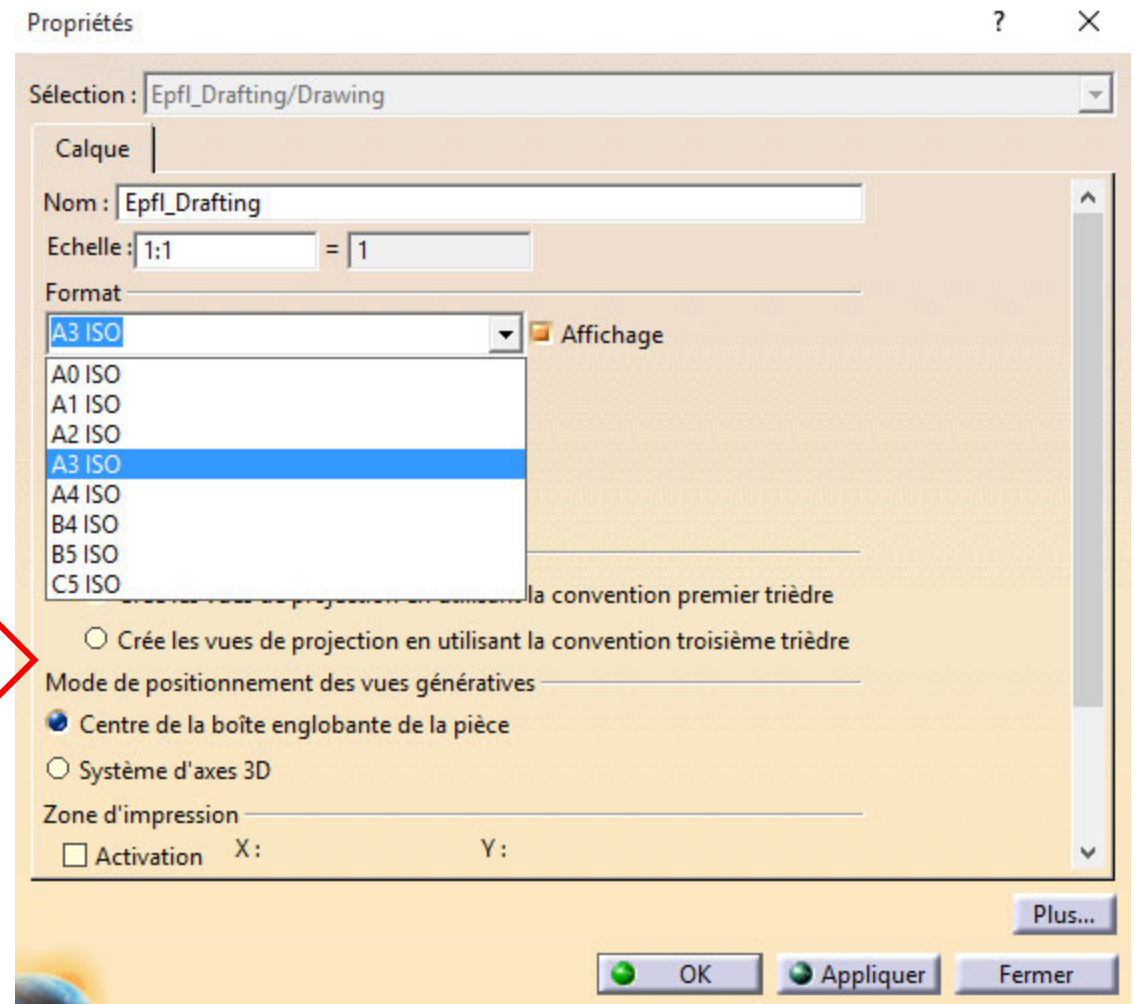 Propriétés ?
Sélection : Epfl_Drafting/Drawing
Calque
Nom : Epfl_Drafting
Echelle : 1:1 = 1
Format
A3 ISO Affichage
A0 ISO
A1 ISO
A2 ISO
A3 ISO
A4 ISO
B4 ISO
B5 ISO
C5 ISO
la convention premier trièdre
Crée les vues de projection en utilisant la convention troisième trièdre
Mode de positionnement des vues génératives
Centre de la boîte englobante de la pièce
Système d'axes 3D
Zone d'impression
Activation X : Y :
Plus...
OK Appliquer Fermer